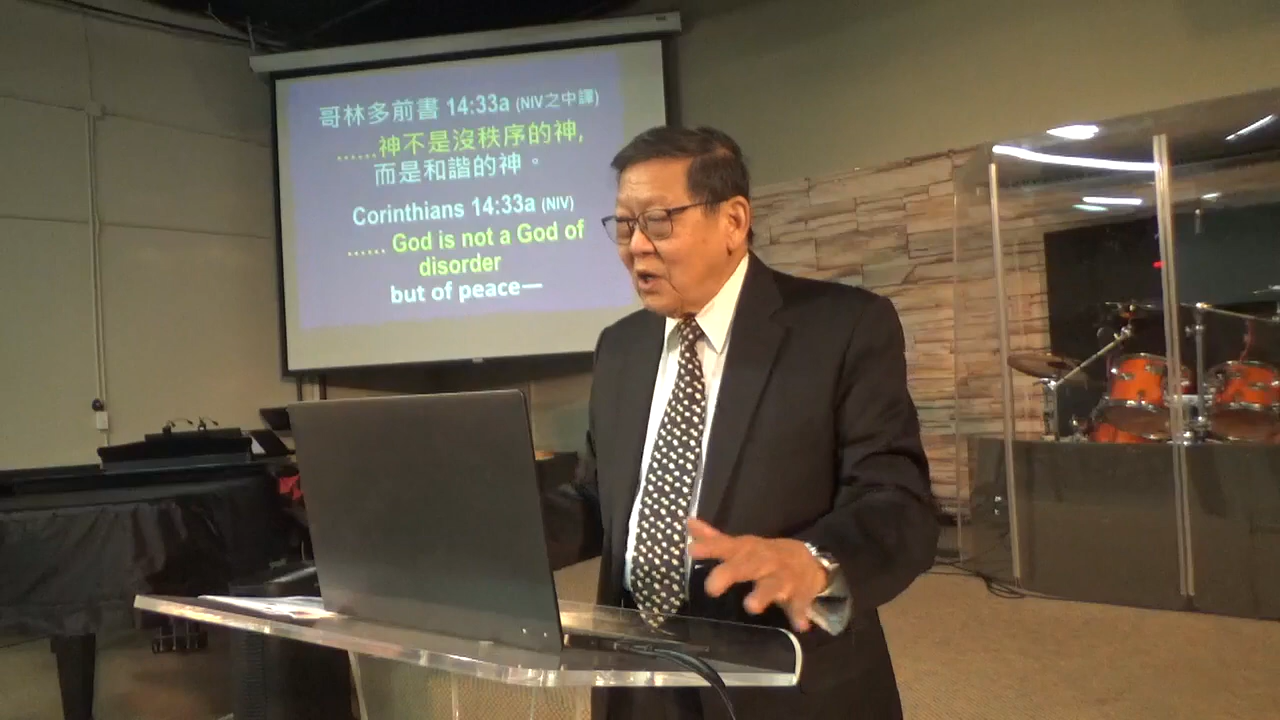 哥林多前書 14:33a (NIV之中譯)
……神不是沒秩序的神,
而是和諧的神。
Corinthians 14:33a (NIV)
…… God is not a God of
disorder
but of peace—